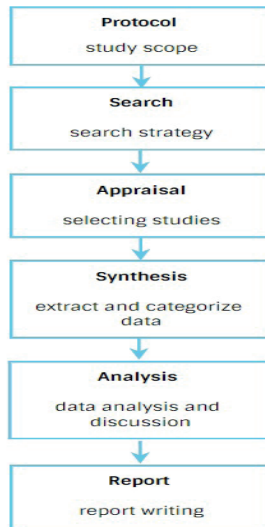 Protocol
study scope
Search
search strategy
Appraisal
selecting studies
Synthesis
extract and categorize
data
Analysis
data analysis and
discussion
Report
report writing